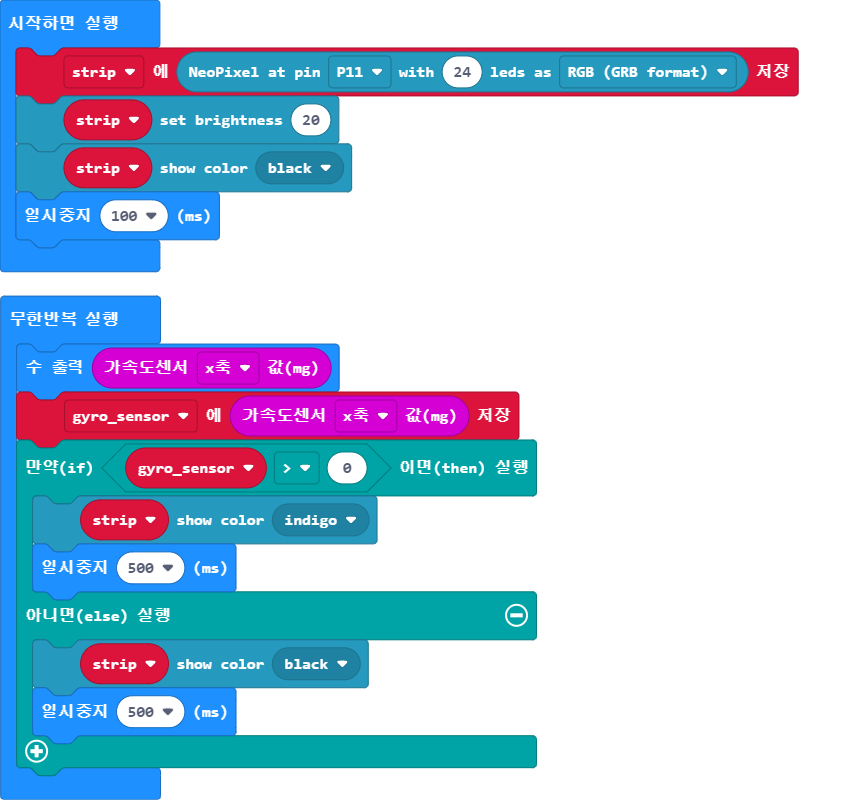 시작하면 실행
strip 에 NeoPixel at pin P11 with 24 leds as RGB (GRB format) 저장
strip set brightness 20
strip show color black
일시중지 100 (ms)
무한반복 실행
수 출력 가속도센서 x축 값(mg)
gyro_sensor 에 가속도센서 x축 값(mg) 저장
만약(if) gyro_sensor > 0 이면(then) 실행
strip show color indigo
일시중지 500 (ms)
아니면(else) 실행
strip show color black
일시중지 500 (ms)